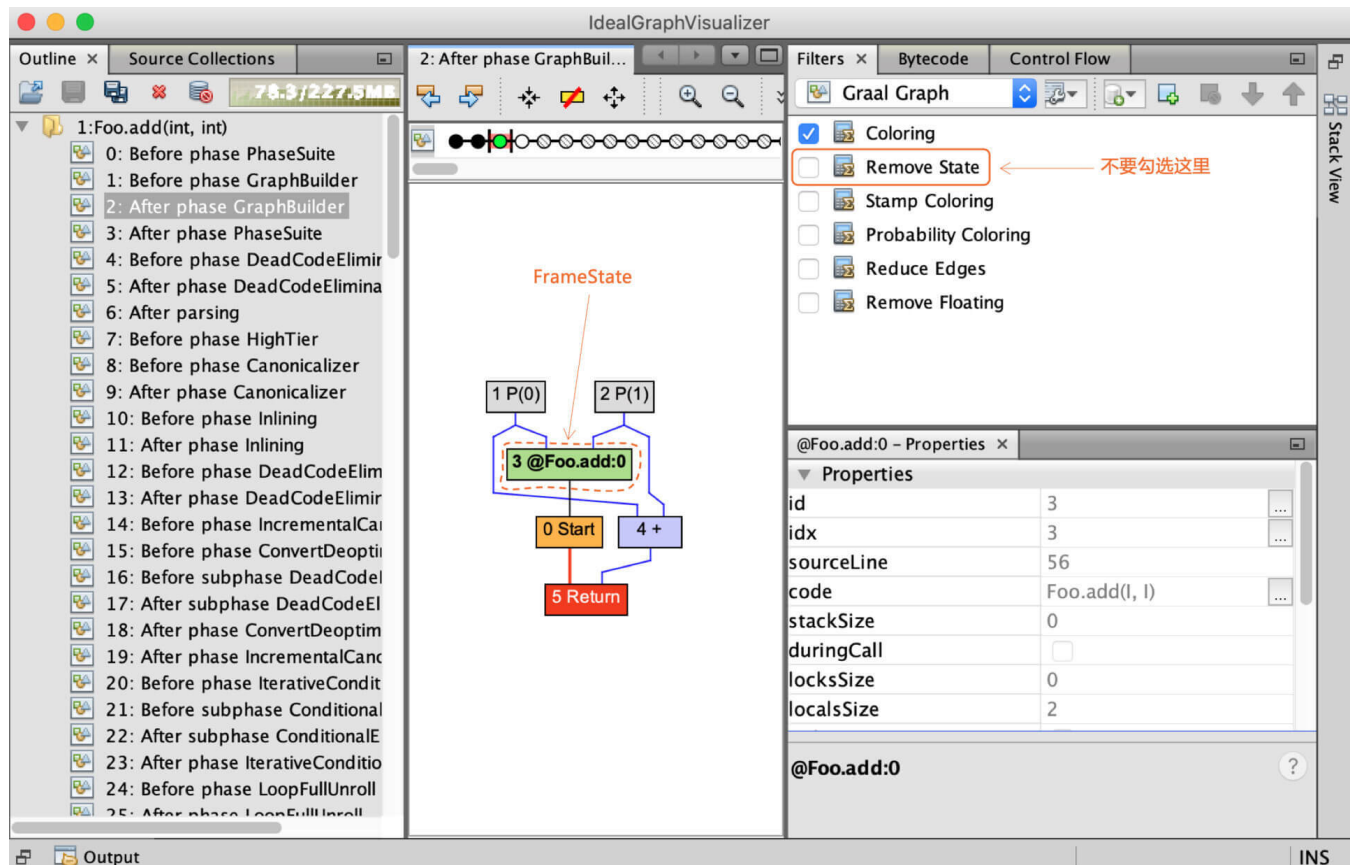 IdealGraphVisualizer
Outline ×
Source Collections
78.3/227.5MB
1:Foo.add(int, int)
0: Before phase PhaseSuite
1: Before phase GraphBuilder
2: After phase GraphBuilder
3: After phase PhaseSuite
4: Before phase DeadCodeElimir
5: After phase DeadCodeElimina
6: After parsing
7: Before phase HighTier
8: Before phase Canonicalizer
9: After phase Canonicalizer
10: Before phase Inlining
11: After phase Inlining
12: Before phase DeadCodeElim
13: After phase DeadCodeElimir
14: Before phase IncrementalCai
15: Before phase ConvertDeopti
16: Before subphase DeadCodel
17: After subphase DeadCodeEl
18: After phase ConvertDeoptim
19: After phase IncrementalCanc
20: Before phase IterativeCondit
21: Before subphase Conditional
22: After subphase ConditionalE
23: After phase IterativeConditio
24: Before phase LoopFullUnroll
25: After phase LoopFullUnroll
2: After phase GraphBuil...
FrameState
1 P(0)
2 P(1)
3 @Foo.add:0
0 Start
4 +
5 Return
Filters ×
Bytecode
Control Flow
Graal Graph
Coloring
Remove State
不要勾选这里
Stamp Coloring
Probability Coloring
Reduce Edges
Remove Floating
@Foo.add:0 – Properties ×
Properties
id 3 ...
idx 3 ...
sourceLine 56
code Foo.add(I, I) ...
stackSize 0
duringCall
locksSize 0
localsSize 2
@Foo.add:0
?
Stack View
Output
INS